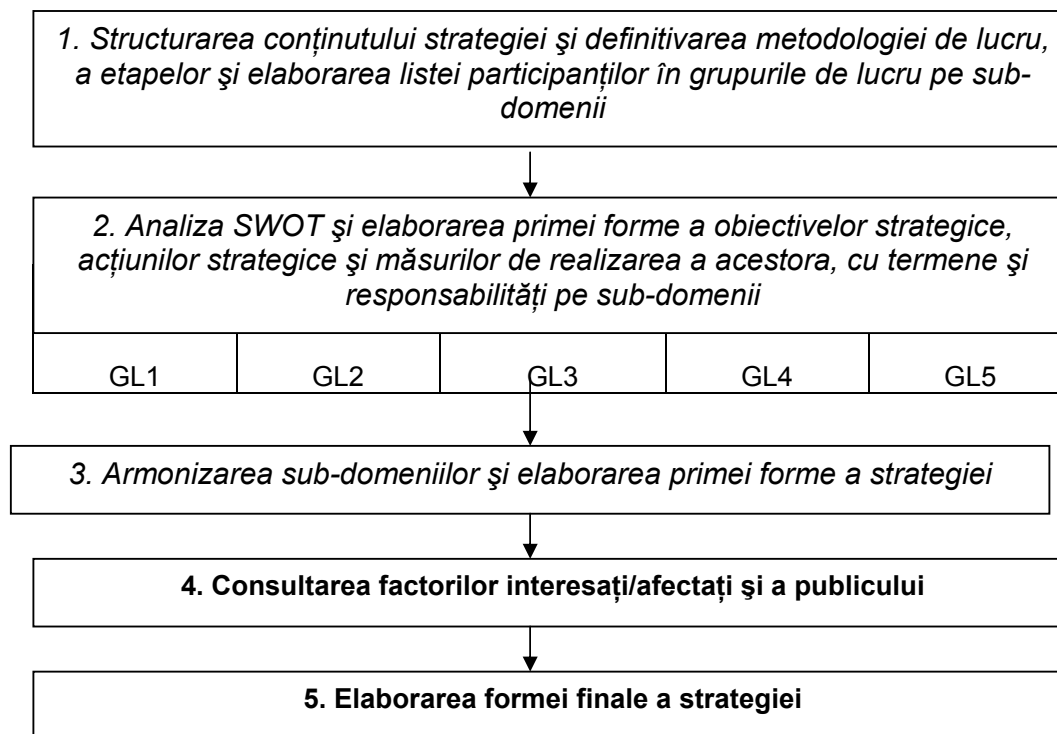 1. Structurarea conținutului strategiei şi definitivarea metodologiei de lucru,
a etapelor şi elaborarea listei participanților în grupurile de lucru pe sub-
domenii
2. Analiza SWOT şi elaborarea primei forme a obiectivelor strategice,
acțiunilor strategice şi măsurilor de realizarea a acestora, cu termene şi
responsabilități pe sub-domenii
GL1 GL2 GL3 GL4 GL5
3. Armonizarea sub-domeniilor şi elaborarea primei forme a strategiei
4. Consultarea factorilor interesați/afectați şi a publicului
5. Elaborarea formei finale a strategiei